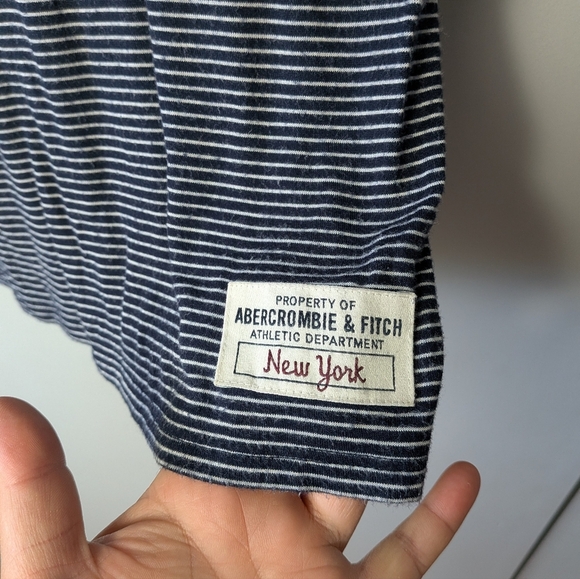 PROPERTY OF
ABERCROMBIE & FITCH
ATHLETIC DEPARTMENT
New York